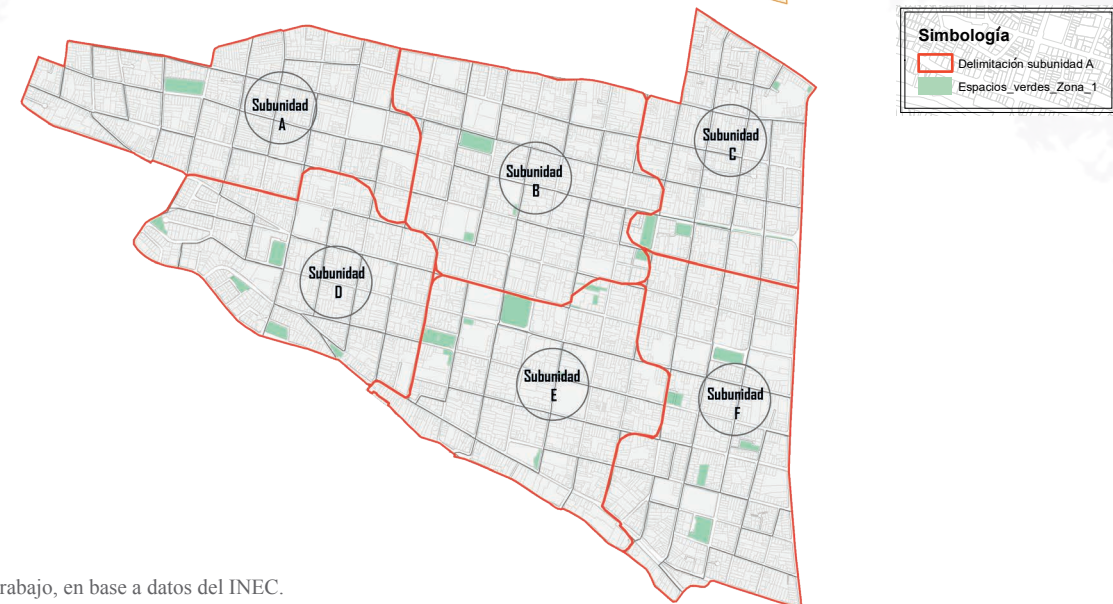 Simbología
Delimitación subunidad A
Espacios_verdes_Zona_1
Subunidad
A
Subunidad
B
Subunidad
C
Subunidad
D
Subunidad
E
Subunidad
F
rabajo, en base a datos del INEC.